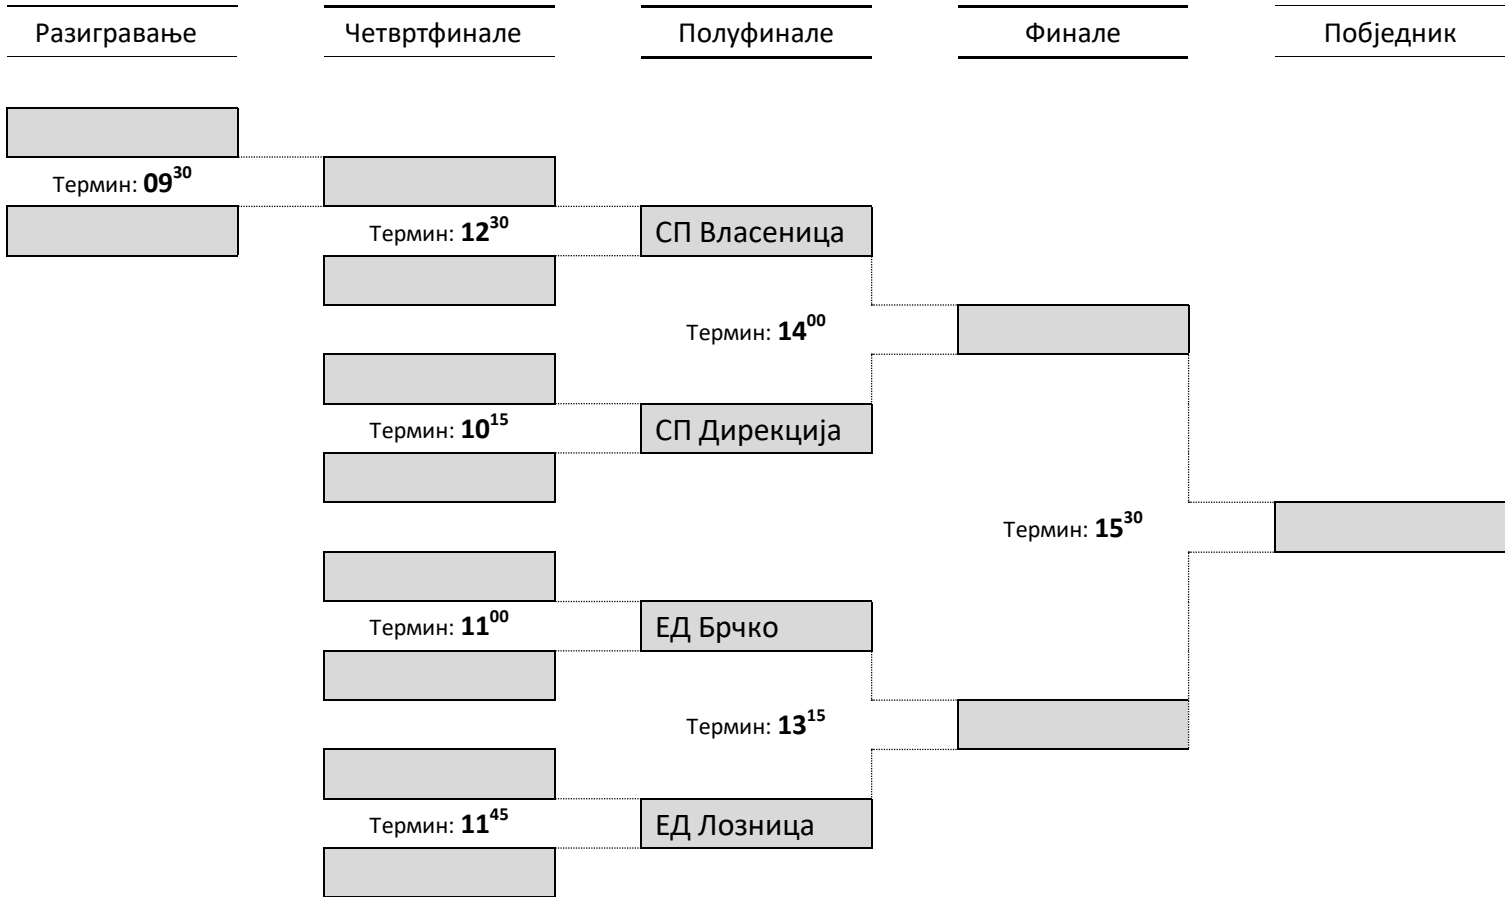 Разигравање
Четвртфинале
Полуфинале
Финале
Побједник
Термин: 09³⁰
Термин: 12³⁰
СП Власеница
Термин: 14⁰⁰
Термин: 10¹⁵
СП Дирекција
Термин: 15³⁰
Термин: 11⁰⁰
ЕД Брчко
Термин: 13¹⁵
Термин: 11⁴⁵
ЕД Лозница